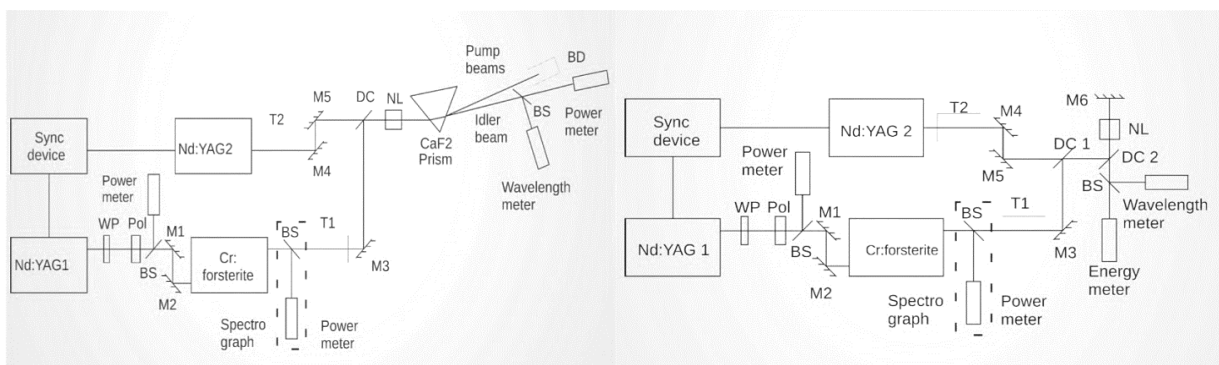 Pump
beams
BD
M5
DC
NL
T2
BS
Sync
device
Nd:YAG2
M4
CaF2
Prism
Idler
beam
Power
meter
Power
meter
Wavelength
meter
WP
Pol
M1
BS
T1
Nd:YAG1
BS
M2
Cr:
forsterite
M3
Spectro
graph
Power
meter
M6
T2
M4
NL
Sync
device
Nd:YAG 2
DC 1
DC 2
Power
meter
M5
BS
Wavelength
meter
WP
Pol
M1
BS
T1
Nd:YAG 1
BS
M2
Cr:forsterite
M3
Energy
meter
Spectro
graph
Power
meter